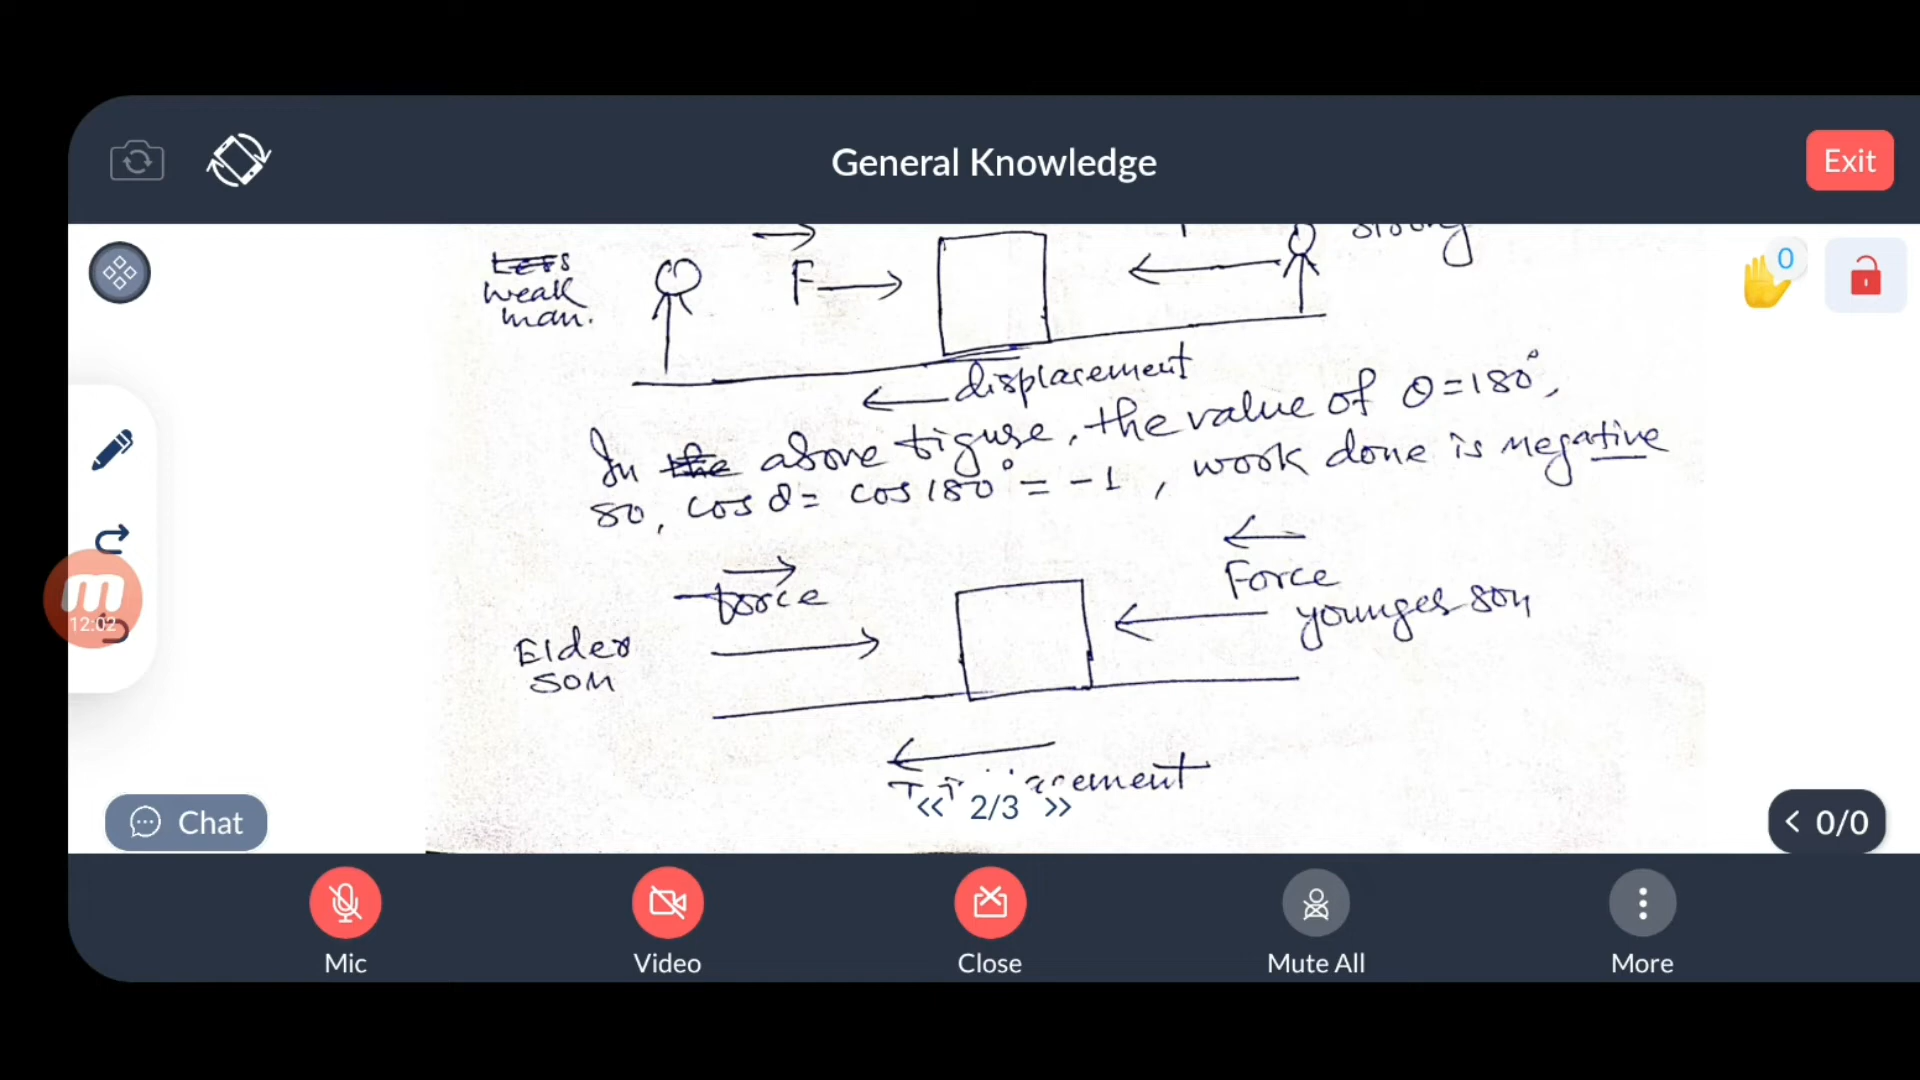 General Knowledge
Exit
strong
weak
man.
F
0
displacement
In the above figure, the value of θ=180°,
so, cos θ = cos 180° = -1, work done is negative
force
Force
younger son
Elder
son
2/3
12:02
Chat
0/0
Mic
Video
Close
Mute All
More